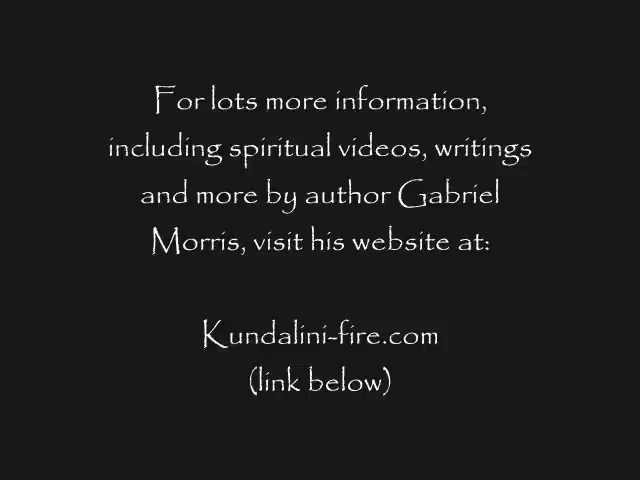 For lots more information,
including spiritual videos, writings
and more by author Gabriel
Morris, visit his website at:
Kundalini-fire.com
(link below)